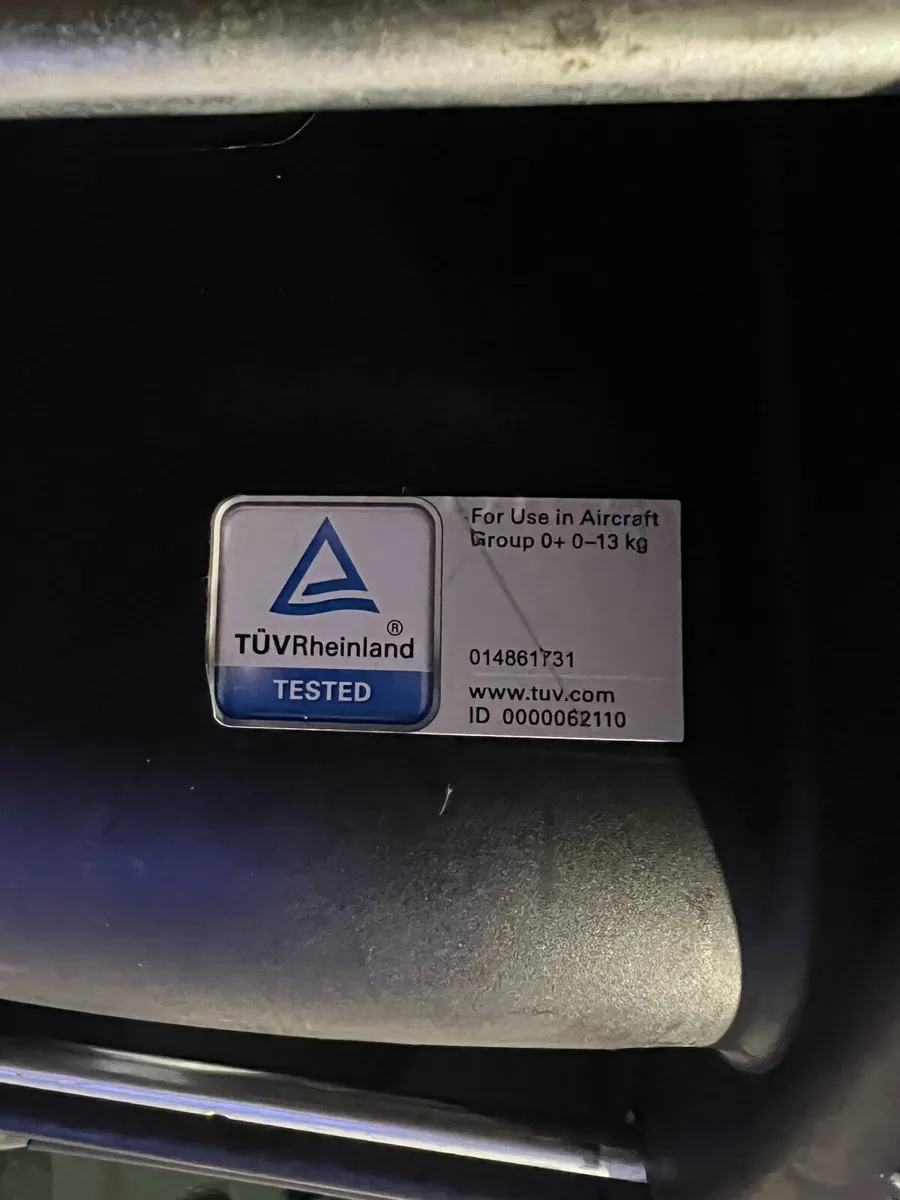 TÜVRheinland®
TESTED
For Use in Aircraft
Group 0+ 0–13 kg
014861731
www.tuv.com
ID 0000062110